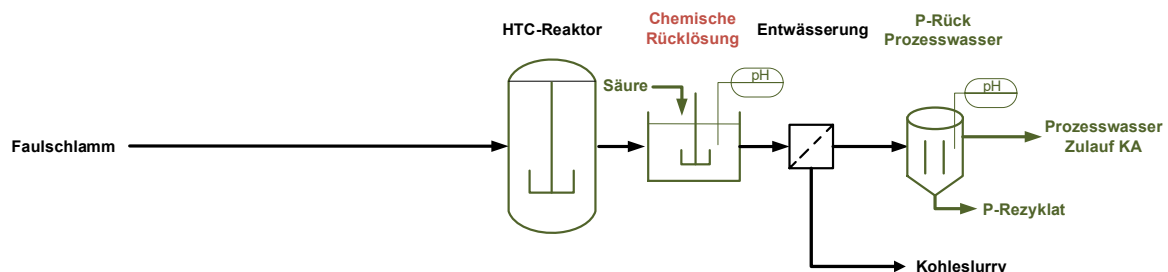 HTC-Reaktor
Chemische
Rücklösung
Entwässerung
P-Rück
Prozesswasser
Säure
pH
pH
Faulschlamm
Prozesswasser
Zulauf KA
P-Rezyklat
Kohleslurry